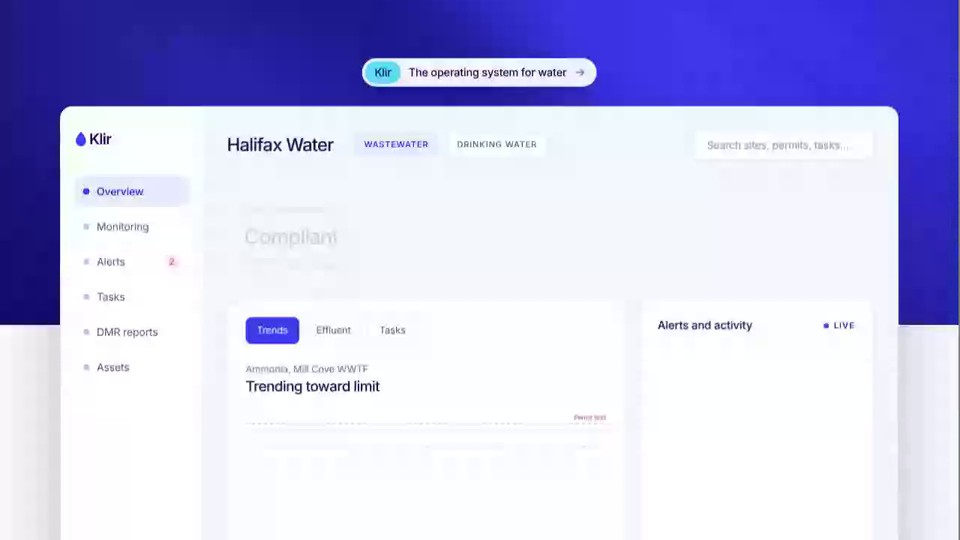 Klir The operating system for water →
Klir
Halifax Water
WASTEWATER
DRINKING WATER
Search sites, permits, tasks...
Overview
Monitoring
Alerts 2
Tasks
DMR reports
Assets
Compliant
Trends
Effluent
Tasks
Ammonia, Mill Cove WWTF
Trending toward limit
Permit limit
Alerts and activity
LIVE